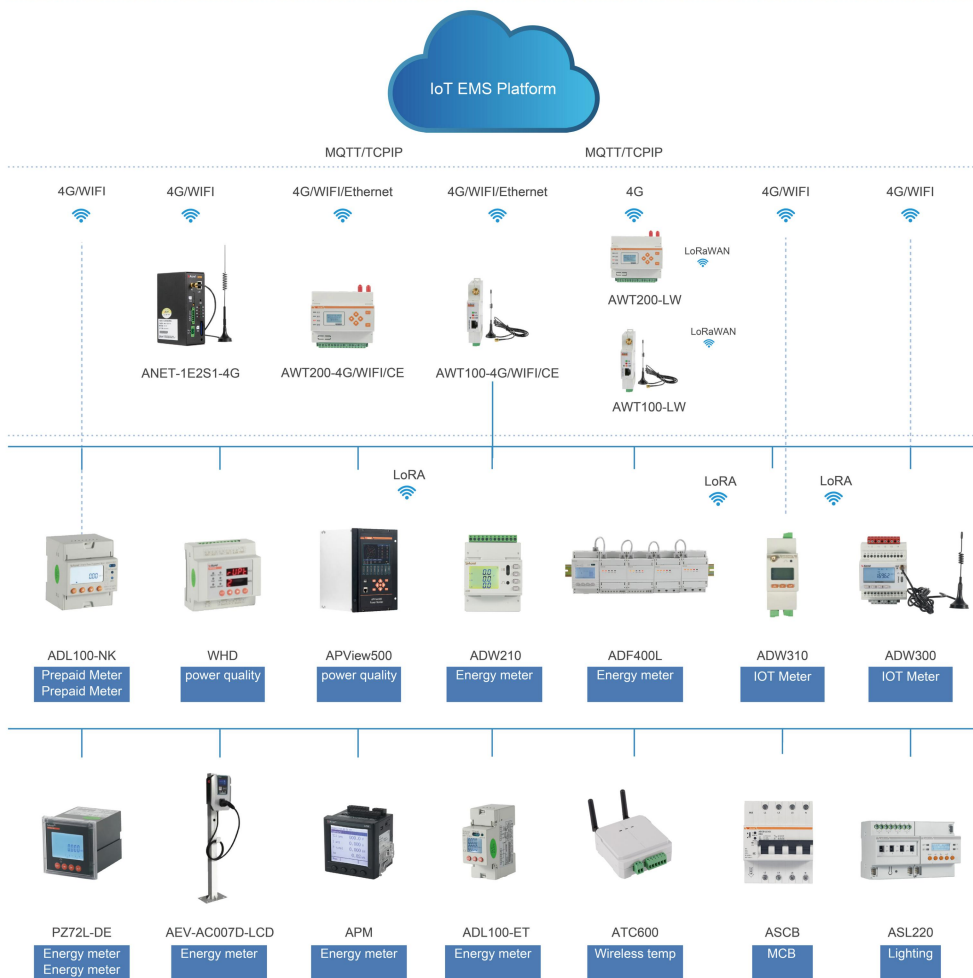 IoT EMS Platform
MQTT/TCPIP
MQTT/TCPIP
4G/WIFI
4G/WIFI
4G/WIFI/Ethernet
4G/WIFI/Ethernet
4G
4G/WIFI
4G/WIFI
LoRaWAN
AWT200-LW
LoRaWAN
ANET-1E2S1-4G
AWT200-4G/WIFI/CE
AWT100-4G/WIFI/CE
AWT100-LW
LoRA
LoRA
LoRA
ADL100-NK
WHD
APView500
ADW210
ADF400L
ADW310
ADW300
Prepaid Meter
Prepaid Meter
power quality
power quality
Energy meter
Energy meter
IOT Meter
IOT Meter
PZ72L-DE
AEV-AC007D-LCD
APM
ADL100-ET
ATC600
ASCB
ASL220
Energy meter
Energy meter
Energy meter
Energy meter
Energy meter
Wireless temp
MCB
Lighting